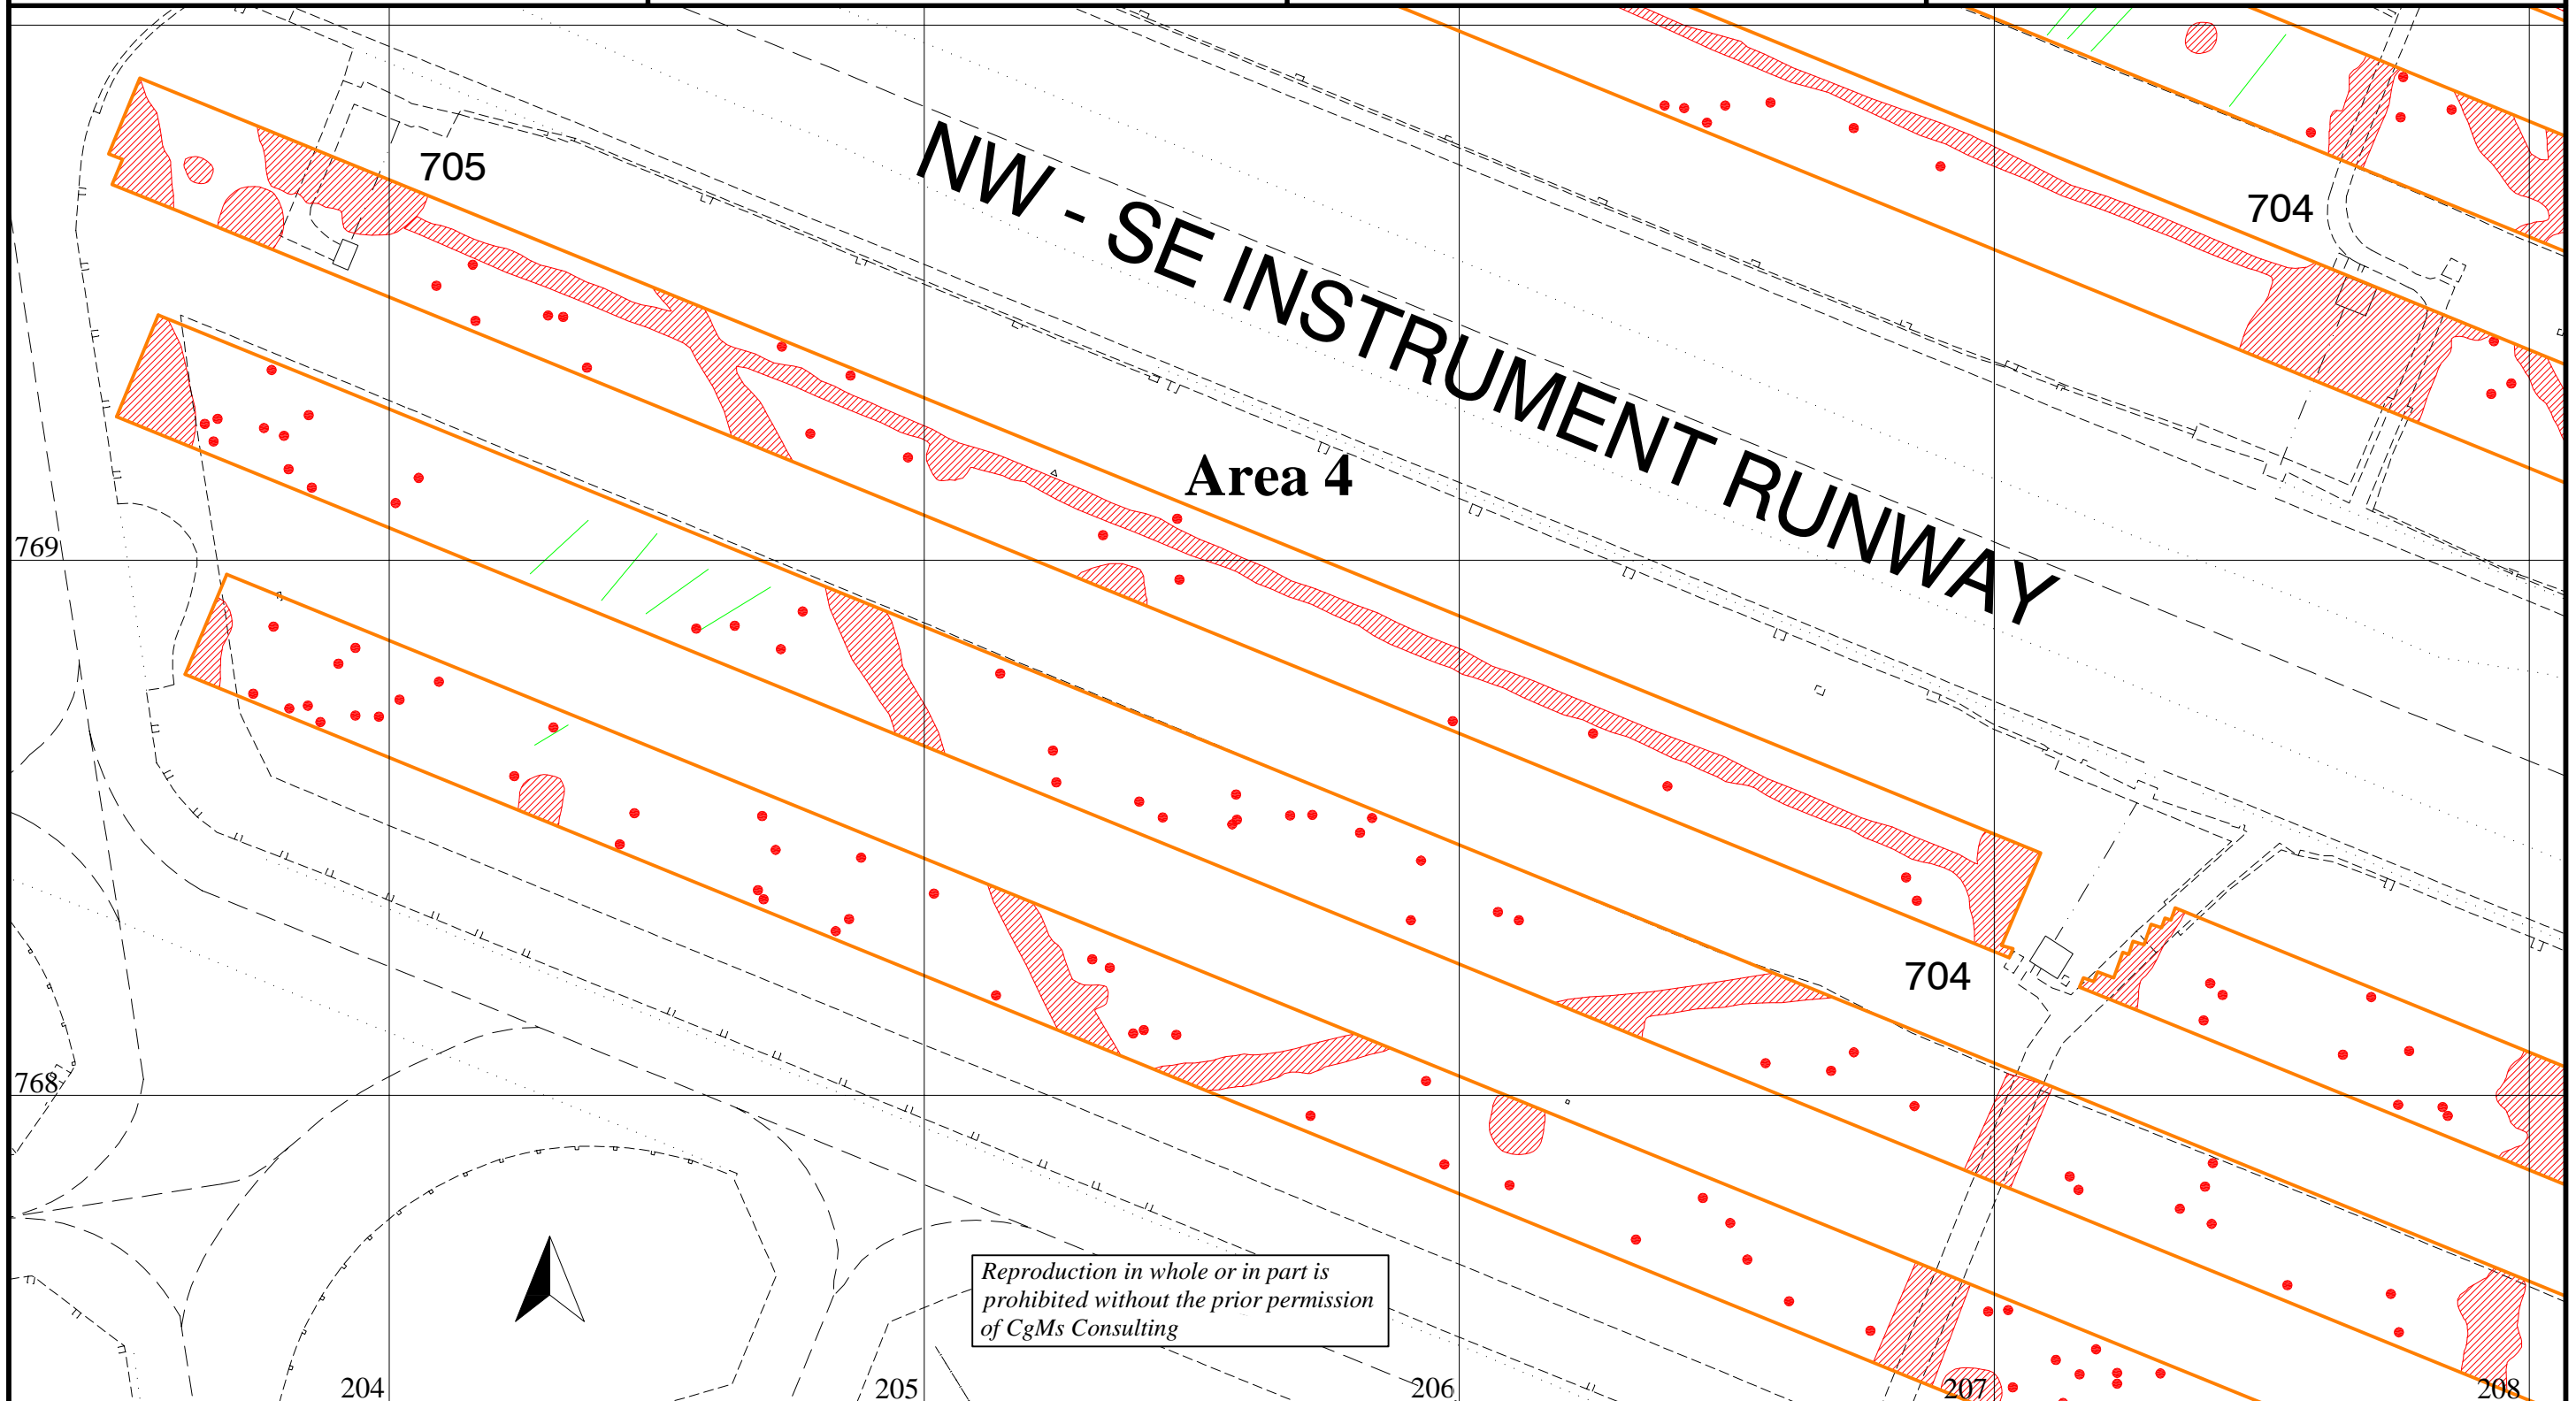 705
NW - SE INSTRUMENT RUNWAY
704
Area 4
769
704
768
Reproduction in whole or in part is
prohibited without the prior permission
of CgMs Consulting
204
205
206
207
208